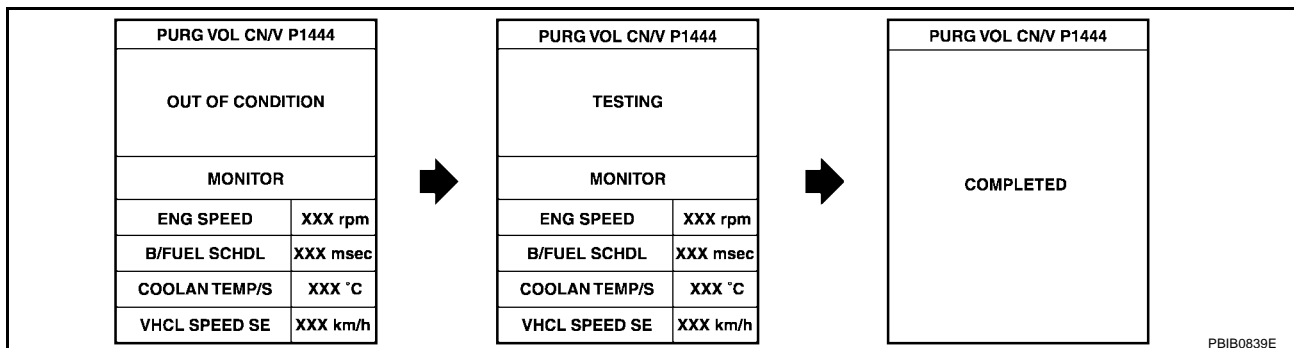 PURG VOL CN/V P1444
OUT OF CONDITION
MONITOR
ENG SPEED XXX rpm
B/FUEL SCHDL XXX msec
COOLAN TEMP/S XXX °C
VHCL SPEED SE XXX km/h
PURG VOL CN/V P1444
TESTING
MONITOR
ENG SPEED XXX rpm
B/FUEL SCHDL XXX msec
COOLAN TEMP/S XXX °C
VHCL SPEED SE XXX km/h
PURG VOL CN/V P1444
COMPLETED
PBIB0839E